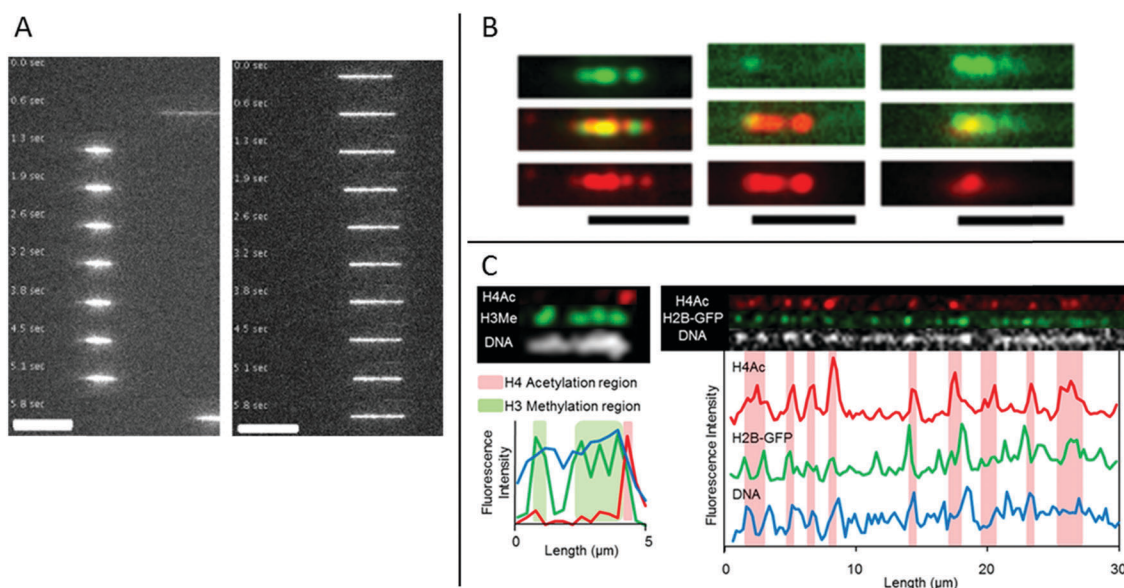 A
0.0 sec
0.6 sec
1.3 sec
1.9 sec
2.6 sec
3.2 sec
3.8 sec
4.5 sec
5.1 sec
5.8 sec
0.0 sec
0.6 sec
1.3 sec
1.9 sec
2.6 sec
3.2 sec
3.8 sec
4.5 sec
5.1 sec
5.8 sec
B
C
H4Ac
H3Me
DNA
H4 Acetylation region
H3 Methylation region
Fluorescence
Intensity
0
5
Length (μm)
H4Ac
H2B-GFP
DNA
H4Ac
H2B-GFP
DNA
Fluorescence Intensity
0
10
20
30
Length (μm)